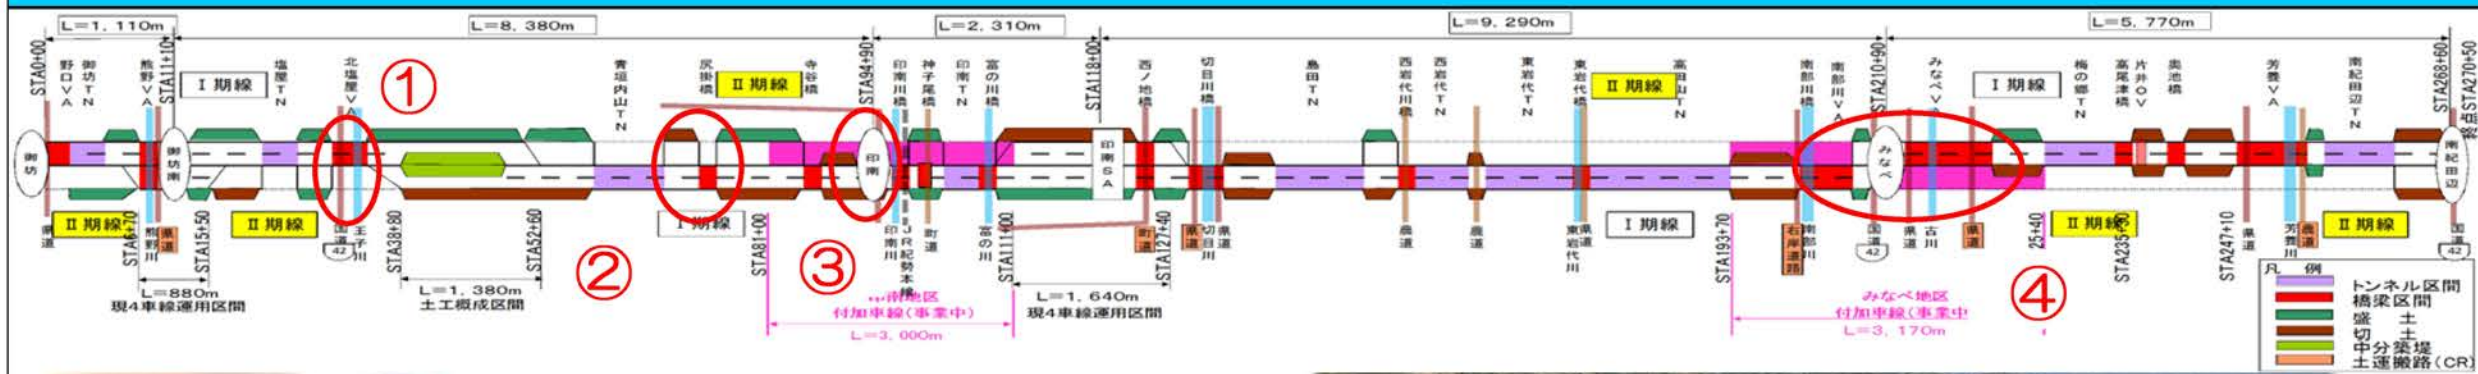 L=1,110m
L=8,380m
L=2,310m
L=9,290m
L=5,770m
STA0+00
野口VA
御坊TN
熊野VA
STA11+10
Ⅰ期線
塩屋TN
北塩屋VA
①
青垣内山TN
尻掛橋
Ⅱ期線
寺谷橋
STA94+90
印南川橋
神子尾橋
印南TN
富の川橋
STA118+00
西ノ地橋
切目川橋
島田TN
西岩代川橋
西岩代TN
東岩代TN
東岩代橋
Ⅱ期線
高田山TN
南部川橋
南部川VA
STA210+90
みなべVA
Ⅰ期線
梅の郷TN
高尾津橋
片井OV
奥池橋
芳養VA
南紀田辺TN
STA268+60
終点STA270+50
御坊
御坊南
印南
印南SA
みなべ
南紀田辺
県道
Ⅱ期線
STA6+70
熊野川
県道
STA15+50
Ⅱ期線
国道
42
王子川
STA38+80
STA52+60
②
Ⅰ期線
STA81+00
③
印南川
JR紀勢本線
町道
STA111+00
町道
STA127+40
県道
切目川
県道
農道
農道
東岩代川
県道
Ⅰ期線
STA193+70
右岸道路
南部川
国道
42
県道
古川
県道
25+40
④
Ⅱ期線
STA247+10
県道
芳養川
農道
Ⅱ期線
国道
42
L=880m
現4車線運用区間
L=1,380m
土工概成区間
付加車線(事業中)
L=3,000m
L=1,640m
現4車線運用区間
みなべ地区
付加車線(事業中
L=3,170m
凡　例
トンネル区間
橋梁区間
盛　土
切　土
中分築堤
土運搬路(CR)